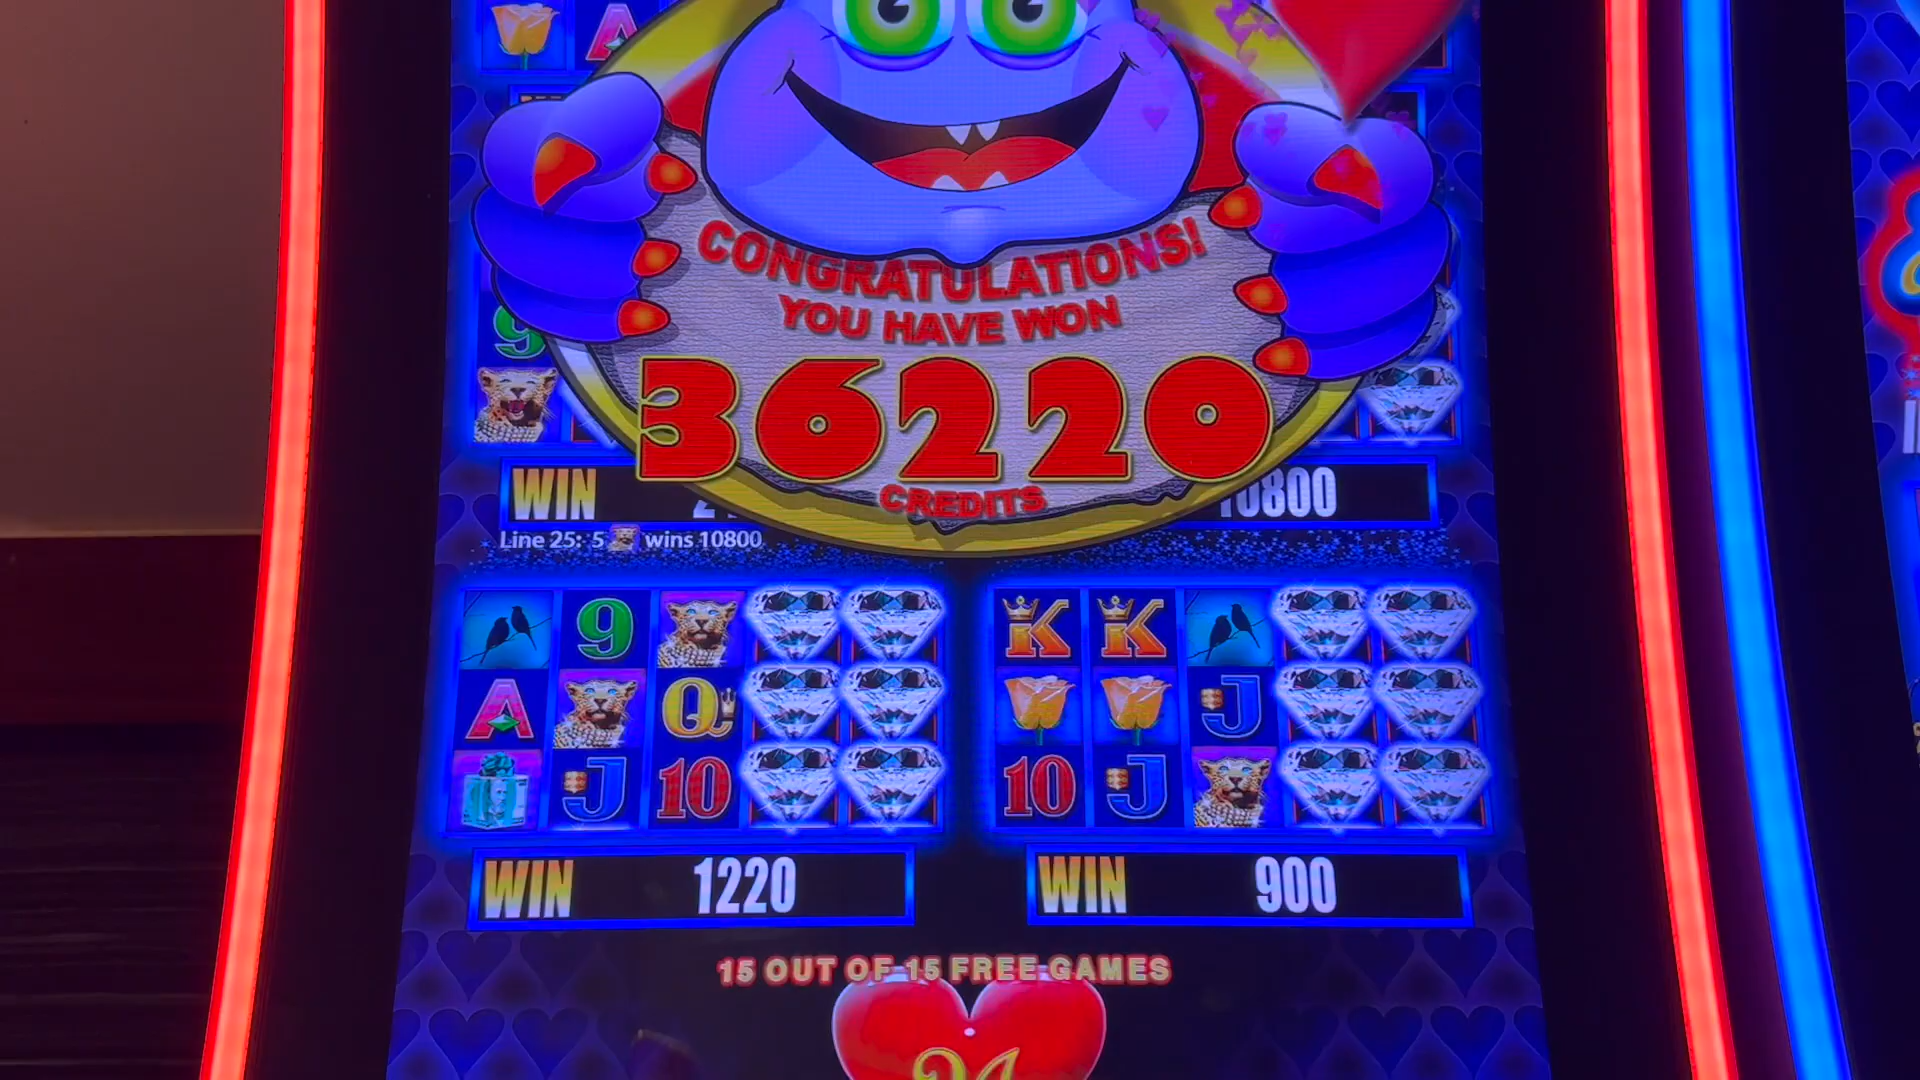 A
CONGRATULATIONS!
YOU HAVE WON
9
36220
CREDITS
WIN 10800
Line 25: 5 wins 10800
9 K K
A Q J
J 10 10 J
WIN 1220 WIN 900
15 OUT OF 15 FREE GAMES